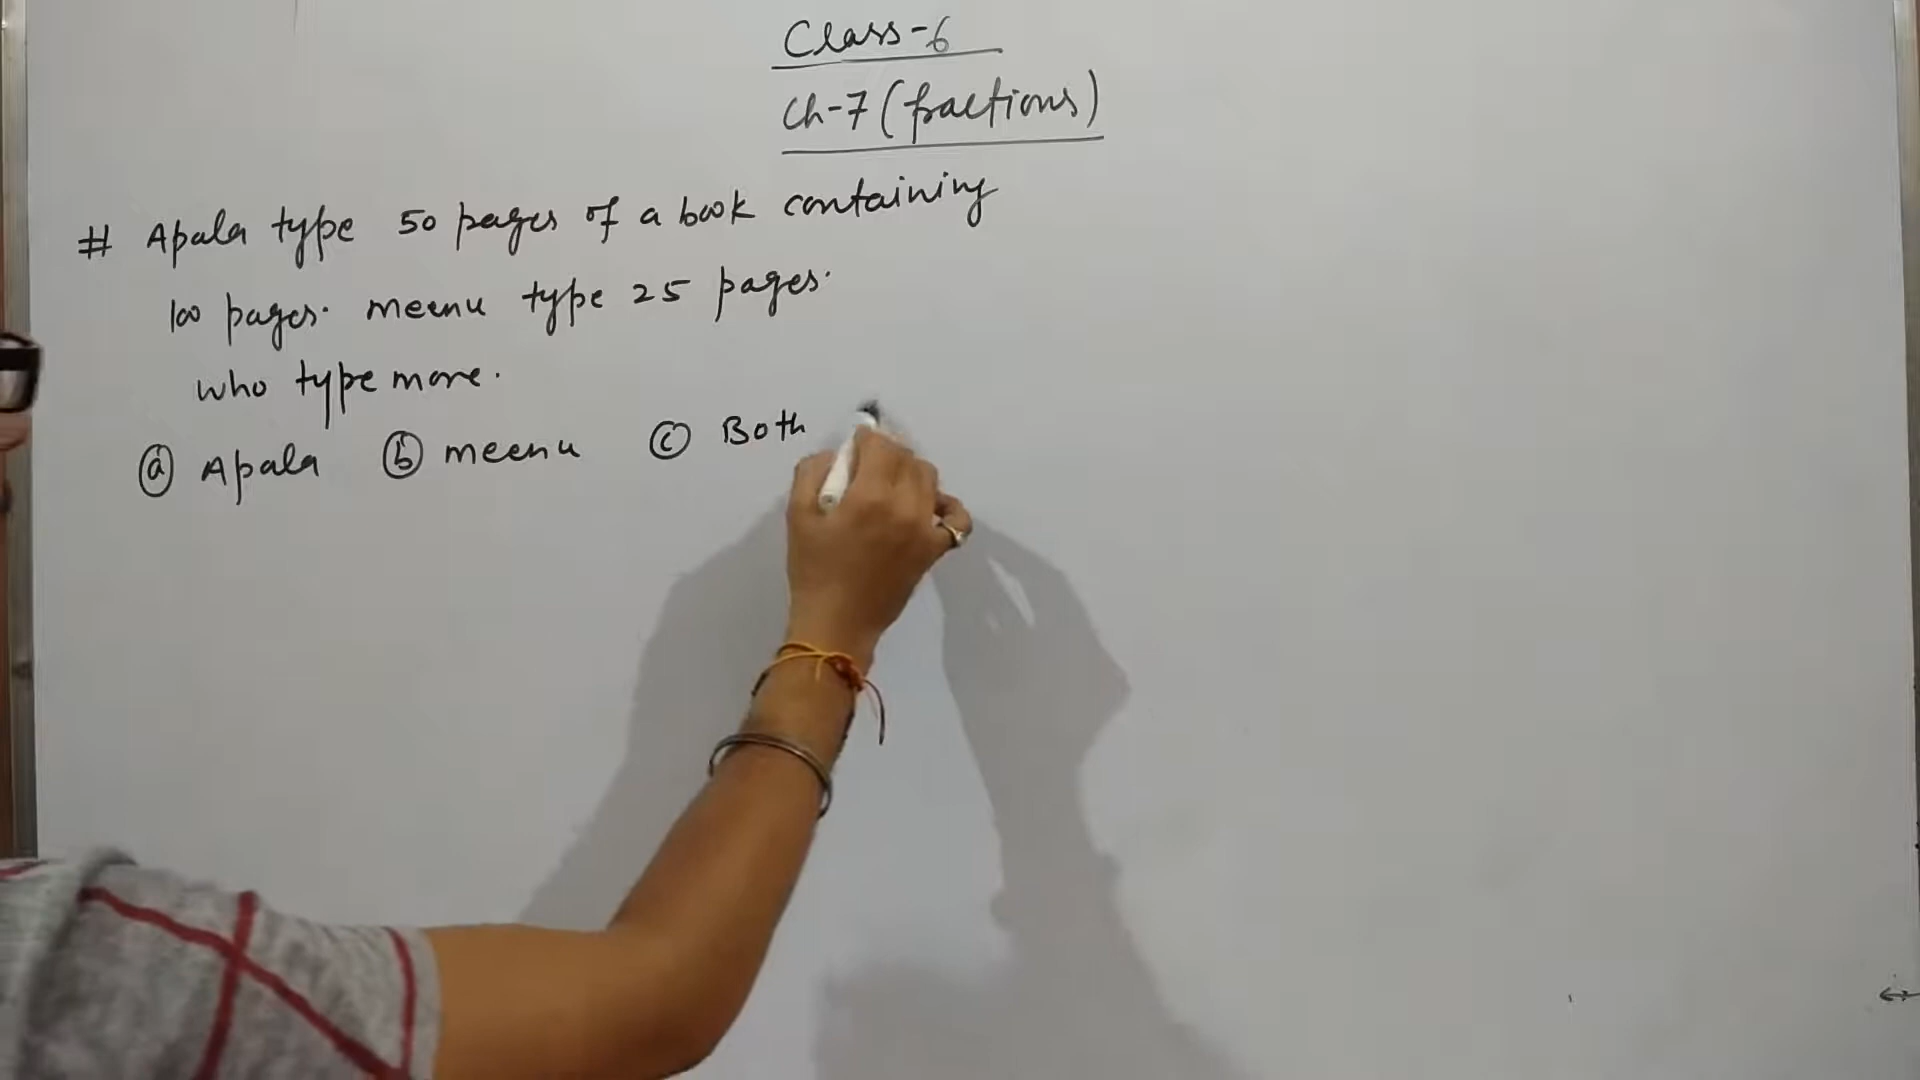 Class-6
Ch-7 (fractions)
# Apala type 50 pages of a book containing
100 pages. meenu type 25 pages.
who type more.
(a) Apala (b) meenu (c) Both